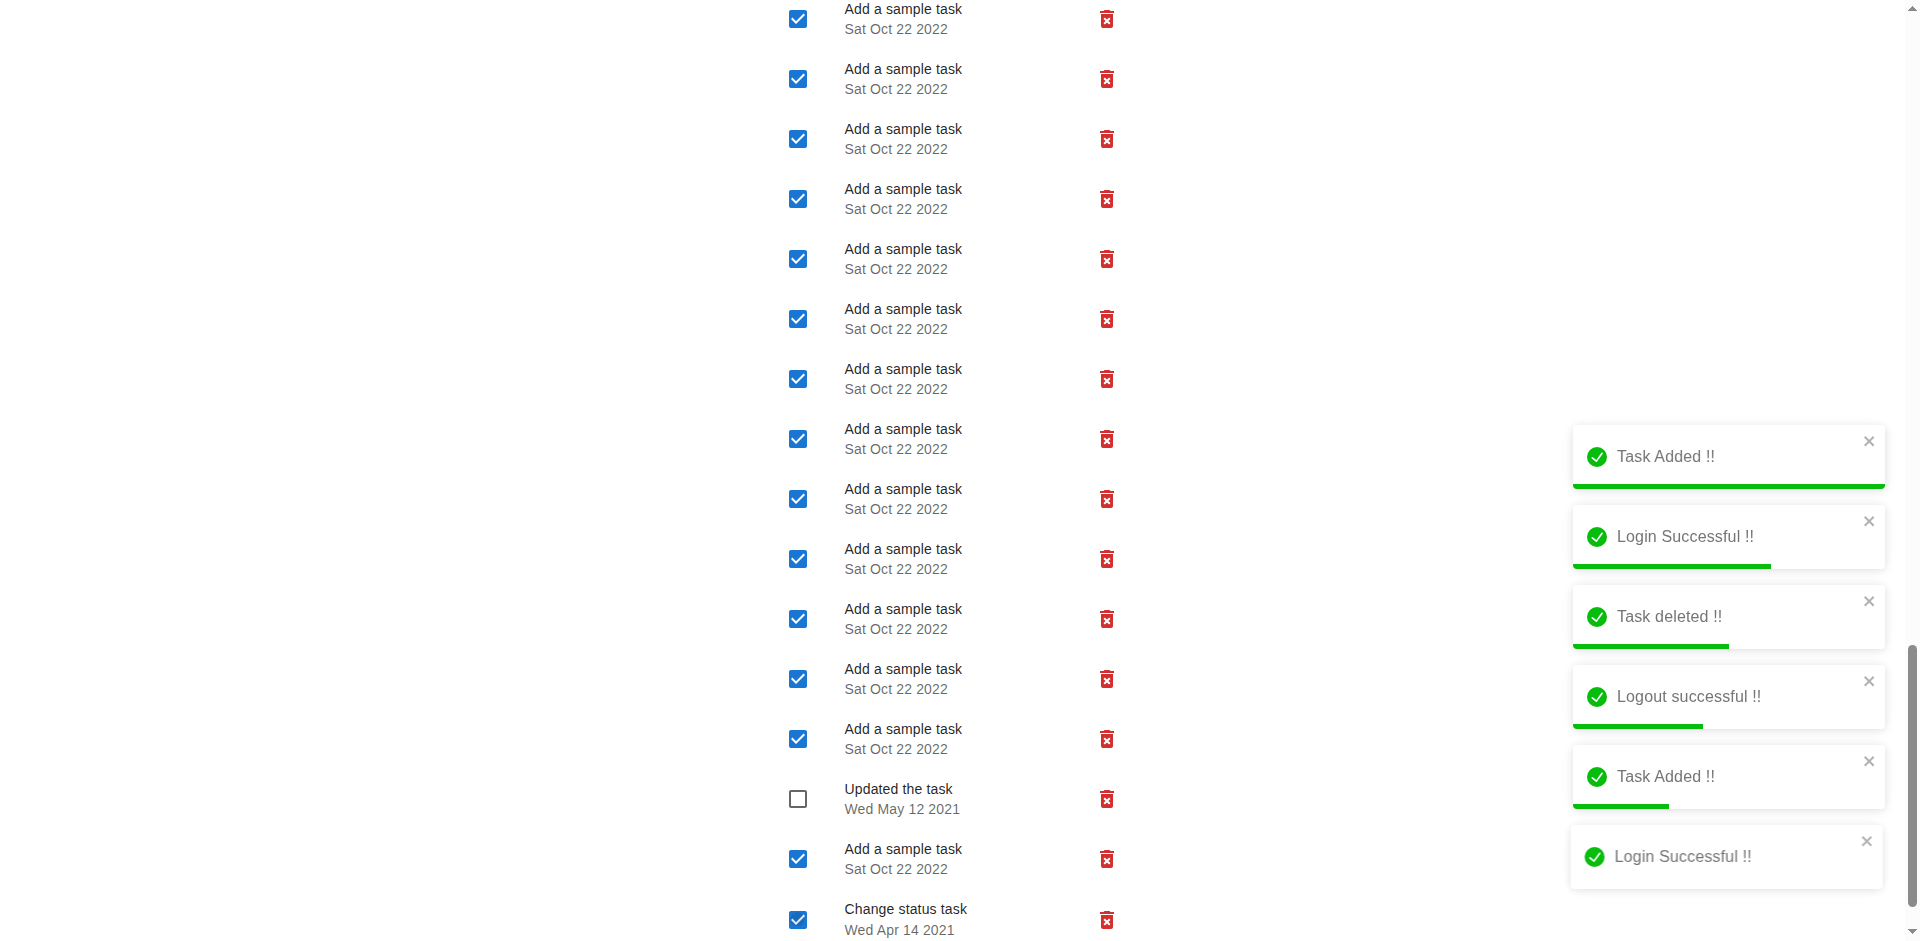 Add a sample task
Sat Oct 22 2022
Add a sample task
Sat Oct 22 2022
Add a sample task
Sat Oct 22 2022
Add a sample task
Sat Oct 22 2022
Add a sample task
Sat Oct 22 2022
Add a sample task
Sat Oct 22 2022
Add a sample task
Sat Oct 22 2022
Add a sample task
Sat Oct 22 2022
Add a sample task
Sat Oct 22 2022
Add a sample task
Sat Oct 22 2022
Add a sample task
Sat Oct 22 2022
Add a sample task
Sat Oct 22 2022
Add a sample task
Sat Oct 22 2022
Updated the task
Wed May 12 2021
Add a sample task
Sat Oct 22 2022
Change status task
Wed Apr 14 2021
Task Added !!
Login Successful !!
Task deleted !!
Logout successful !!
Task Added !!
Login Successful !!